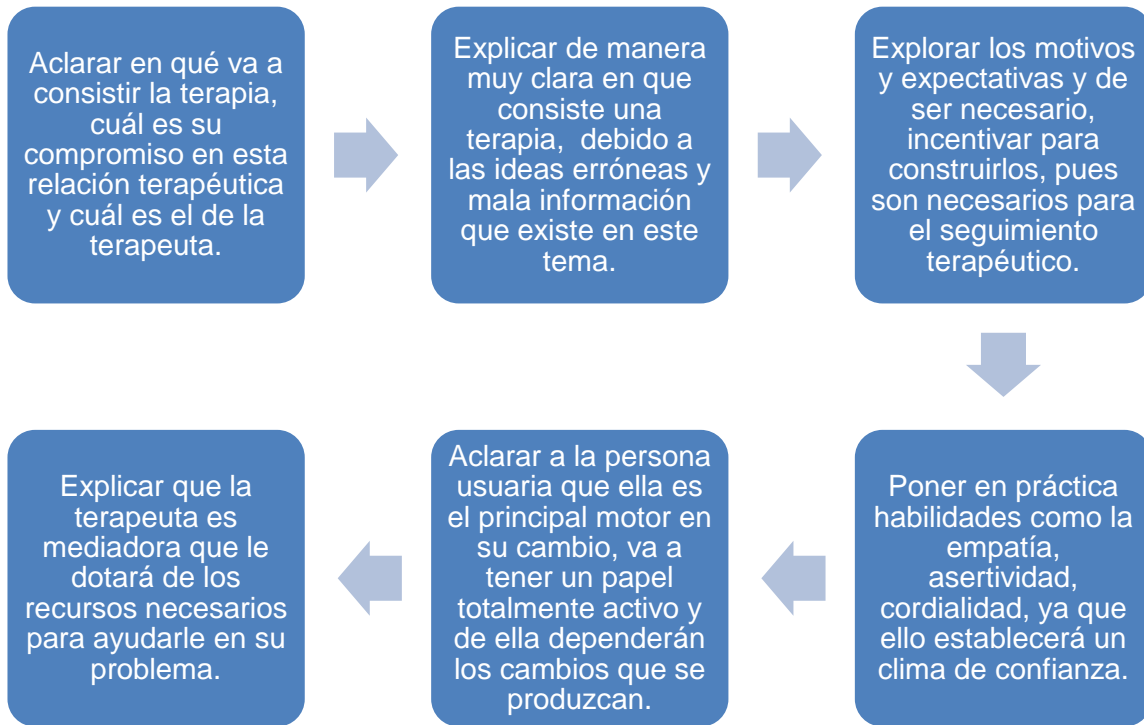 Aclarar en qué va a
consistir la terapia,
cuál es su
compromiso en esta
relación terapéutica
y cuál es el de la
terapeuta.
Explicar de manera
muy clara en que
consiste una
terapia, debido a
las ideas erróneas y
mala información
que existe en este
tema.
Explorar los motivos
y expectativas y de
ser necesario,
incentivar para
construirlos, pues
son necesarios para
el seguimiento
terapéutico.
Poner en práctica
habilidades como la
empatía,
asertividad,
cordialidad, ya que
ello establecerá un
clima de confianza.
Aclarar a la persona
usuaria que ella es
el principal motor en
su cambio, va a
tener un papel
totalmente activo y
de ella dependerán
los cambios que se
produzcan.
Explicar que la
terapeuta es
mediadora que le
dotará de los
recursos necesarios
para ayudarle en su
problema.